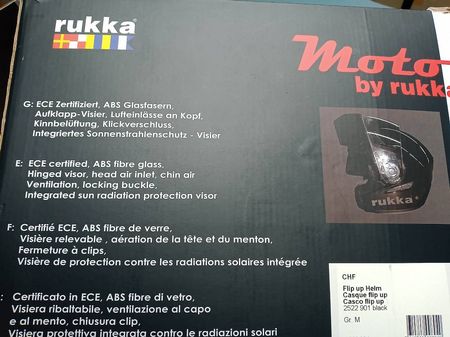 rukka®
Moto
by rukka
G: ECE Zertifiziert, ABS Glasfasern,
Aufklapp-Visier, Lufteinlässe an Kopf,
Kinnbelüftung, Klickverschluss,
Integriertes Sonnenstrahlenschutz - Visier
E: ECE certified, ABS fibre glass,
Hinged visor, head air inlet, chin air
Ventilation, locking buckle,
Integrated sun radiation protection visor
rukka®
F: Certifié ECE, ABS fibre de verre,
Visière relevable , aération de la tête et du menton,
Fermeture à clips,
Visière de protection contre les radiations solaires intégrée
CHF
Flip up Helm
Casque flip up
Casco flip up
2522 901 black
Gr. M
: Certificato in ECE, ABS fibro di vetro,
Visiera ribaltabile, ventilazione al capo
e al mento, chiusura clip,
Visiera protettiva integrata contro le radiazioni solari